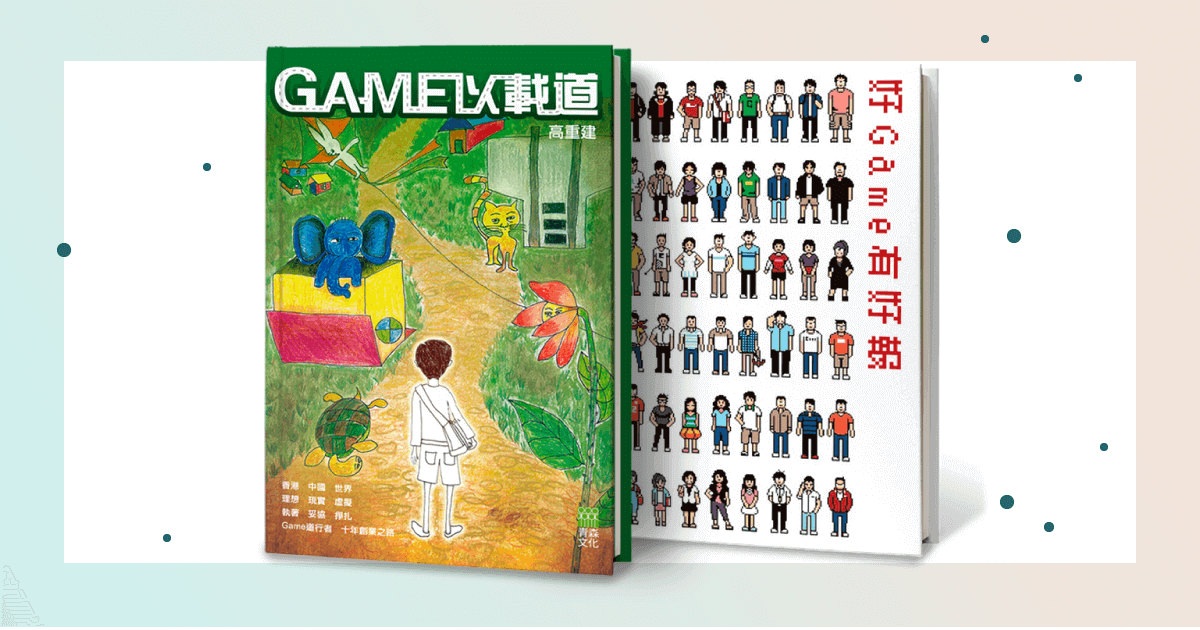 GAME以載道
高重建
香港 中國 世界
理想 現實 虛擬
執著 妥協 掙扎
Game道行者 十年創業之路
青森
文化
好Game有好報